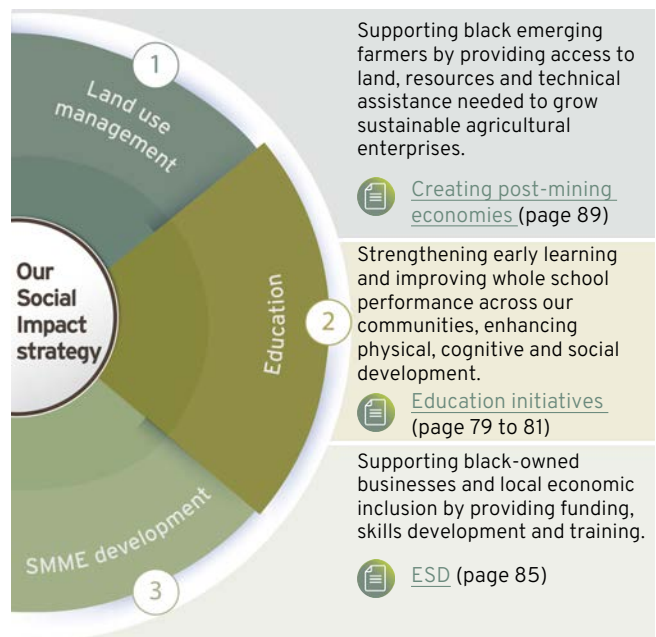 Our
Social
Impact
strategy
1
Land use
management
Supporting black emerging
farmers by providing access to
land, resources and technical
assistance needed to grow
sustainable agricultural
enterprises.
Creating post-mining
economies (page 89)
2
Education
Strengthening early learning
and improving whole school
performance across our
communities, enhancing
physical, cognitive and social
development.
Education initiatives
(page 79 to 81)
3
SMME development
Supporting black-owned
businesses and local economic
inclusion by providing funding,
skills development and training.
ESD (page 85)